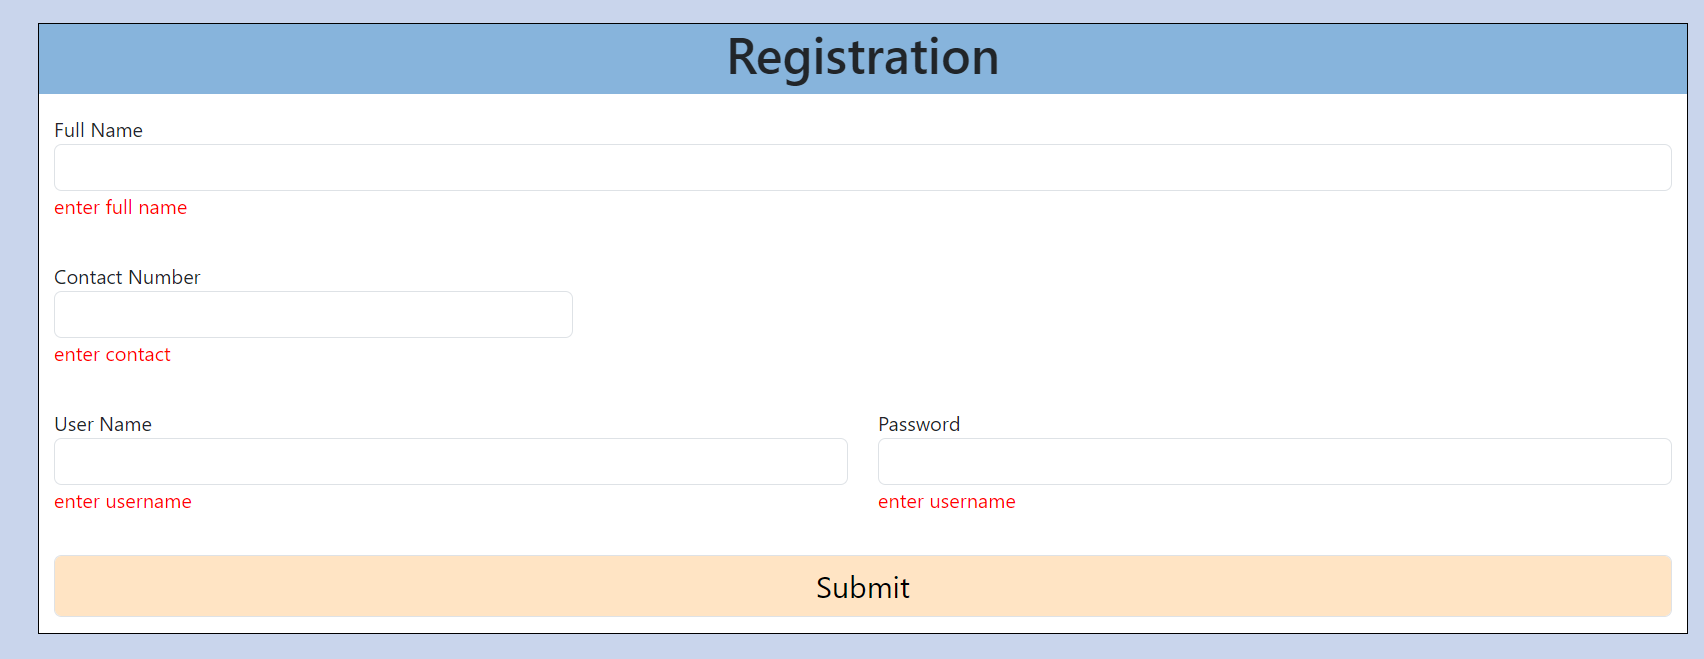 Registration
Full Name
enter full name
Contact Number
enter contact
User Name
Password
enter username
enter username
Submit